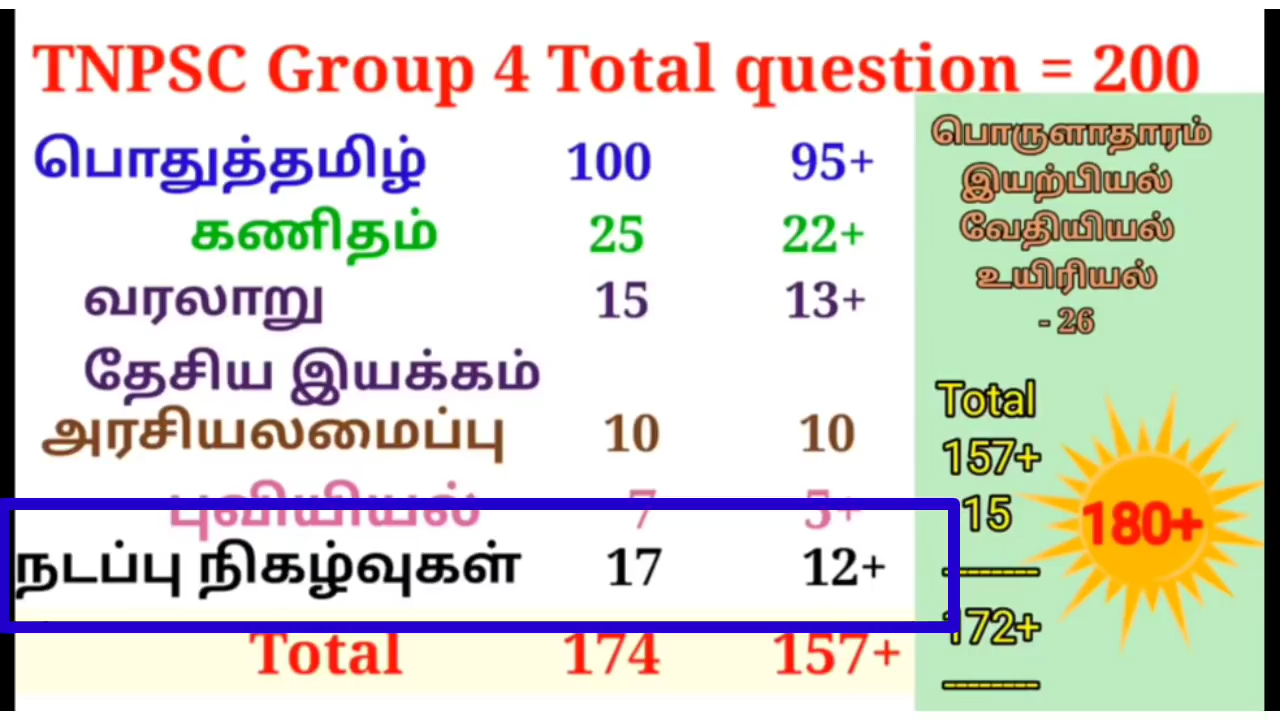 TNPSC Group 4 Total question = 200
பொதுத்தமிழ் 100 95+
கணிதம் 25 22+
வரலாறு 15 13+
தேசிய இயக்கம்
அரசியலமைப்பு 10 10
புவியியல் 7 5+
நடப்பு நிகழ்வுகள் 17 12+
Total 174 157+
பொருளாதாரம்
இயற்பியல்
வேதியியல்
உயிரியல்
- 26
Total
157+
15
--------
172+
--------
180+